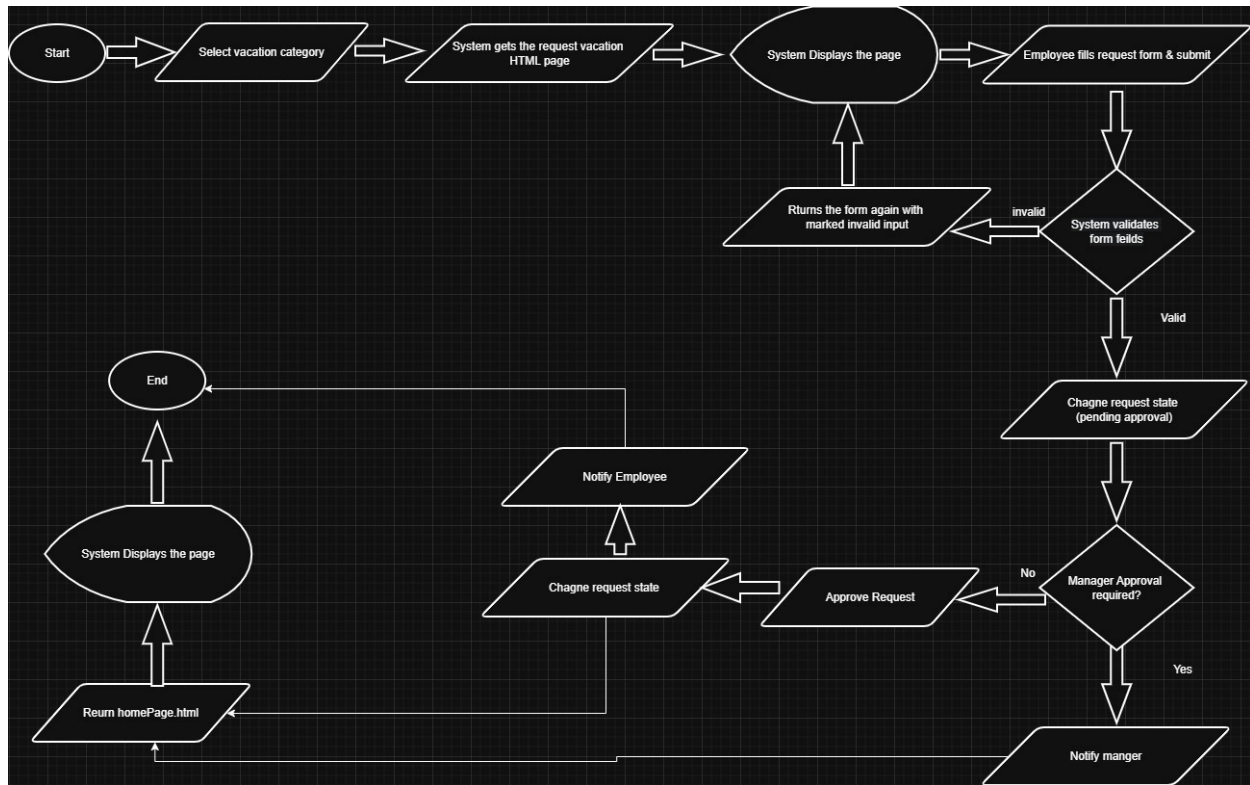 Start
Select vacation category
System gets the request vacation
HTML page
System Displays the page
Employee fills request form & submit
Rturns the form again with
marked invalid input
invalid
System validates
form feilds
Valid
End
Chagne request state
(pending approval)
Notify Employee
System Displays the page
Chagne request state
Approve Request
No
Manager Approval
required?
Yes
Reurn homePage.html
Notify manger